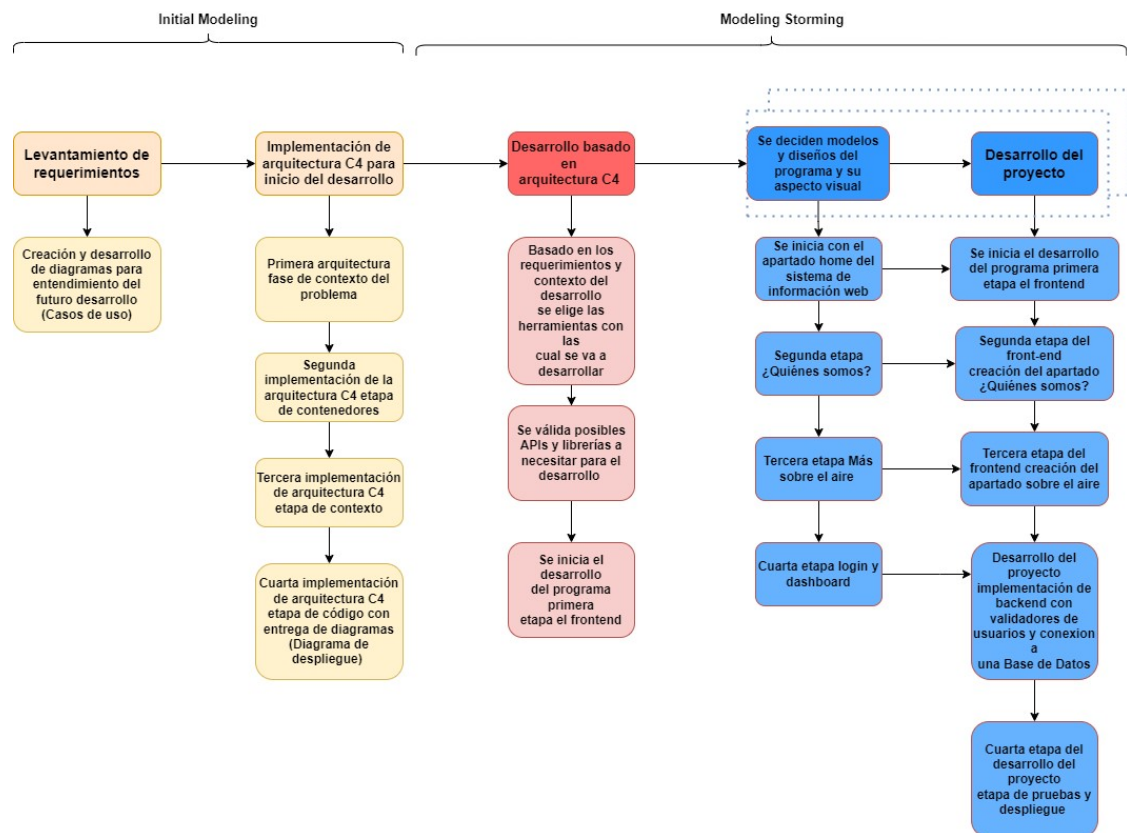 Initial Modeling
Modeling Storming
Levantamiento de
requerimientos
Implementación de
arquitectura C4 para
inicio del desarrollo
Desarrollo basado
en
arquitectura C4
Se deciden modelos
y diseños del
programa y su
aspecto visual
Desarrollo del
proyecto
Creación y desarrollo
de diagramas para
entendimiento del
futuro desarrollo
(Casos de uso)
Primera arquitectura
fase de contexto del
problema
Segunda
implementación de la
arquitectura C4 etapa
de contenedores
Tercera implementación
de arquitectura C4
etapa de contexto
Cuarta implementación
de arquitectura C4
etapa de código con
entrega de diagramas
(Diagrama de
despliegue)
Basado en los
requerimientos y
contexto del
desarrollo
se elige las
herramientas con
las
cual se va a
desarrollar
Se válida posibles
APIs y librerías a
necesitar para el
desarrollo
Se inicia el
desarrollo
del programa
primera
etapa el frontend
Se inicia con el
apartado home del
sistema de
información web
Segunda etapa
¿Quiénes somos?
Tercera etapa Más
sobre el aire
Cuarta etapa login y
dashboard
Se inicia el desarrollo
del programa primera
etapa el frontend
Segunda etapa del
front-end
creación del apartado
¿Quiénes somos?
Tercera etapa del
frontend creación del
apartado sobre el aire
Desarrollo del
proyecto
implementación de
backend con
validadores de
usuarios y conexion
a
una Base de Datos
Cuarta etapa del
desarrollo del
proyecto
etapa de pruebas y
despliegue